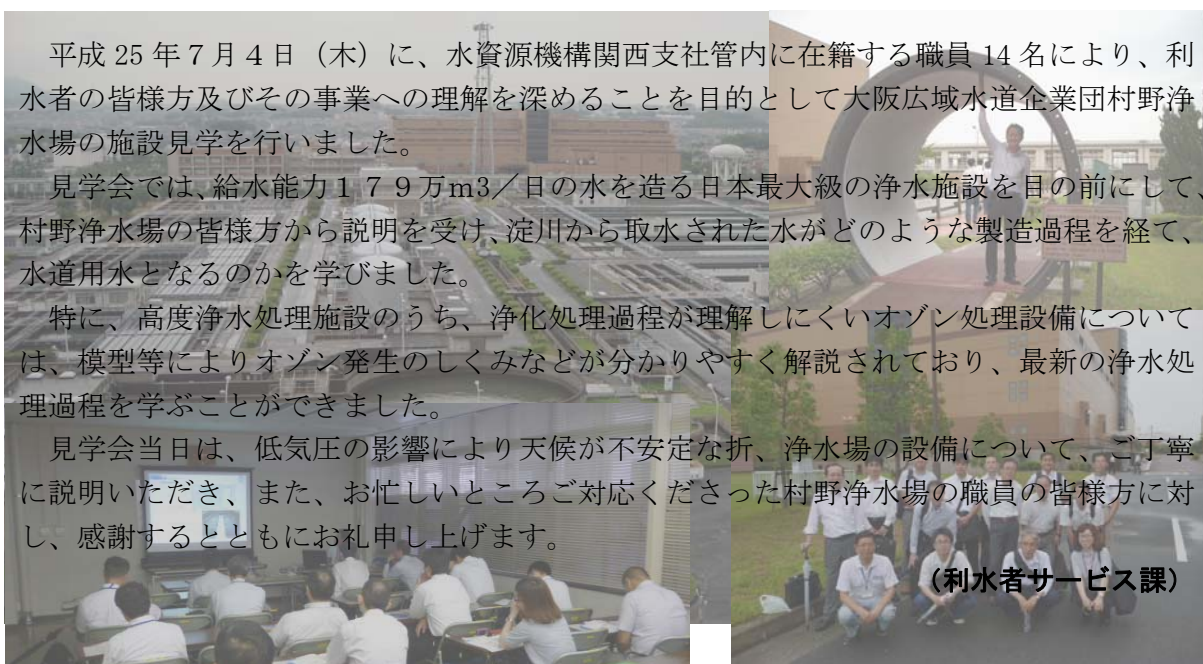 平成 25 年７月４日（木）に、水資源機構関西支社管内に在籍する職員 14 名により、利
水者の皆様方及びその事業への理解を深めることを目的として大阪広域水道企業団村野浄
水場の施設見学を行いました。
見学会では、給水能力１７９万m3／日の水を造る日本最大級の浄水施設を目の前にして
村野浄水場の皆様方から説明を受け、淀川から取水された水がどのような製造過程を経て、
水道用水となるのかを学びました。
特に、高度浄水処理施設のうち、浄化処理過程が理解しにくいオゾン処理設備について
は、模型等によりオゾン発生のしくみなどが分かりやすく解説されており、最新の浄水処
理過程を学ぶことができました。
見学会当日は、低気圧の影響により天候が不安定な折、浄水場の設備について、ご丁寧
に説明いただき、また、お忙しいところご対応くださった村野浄水場の職員の皆様方に対
し、感謝するとともにお礼申し上げます。
（利水者サービス課）